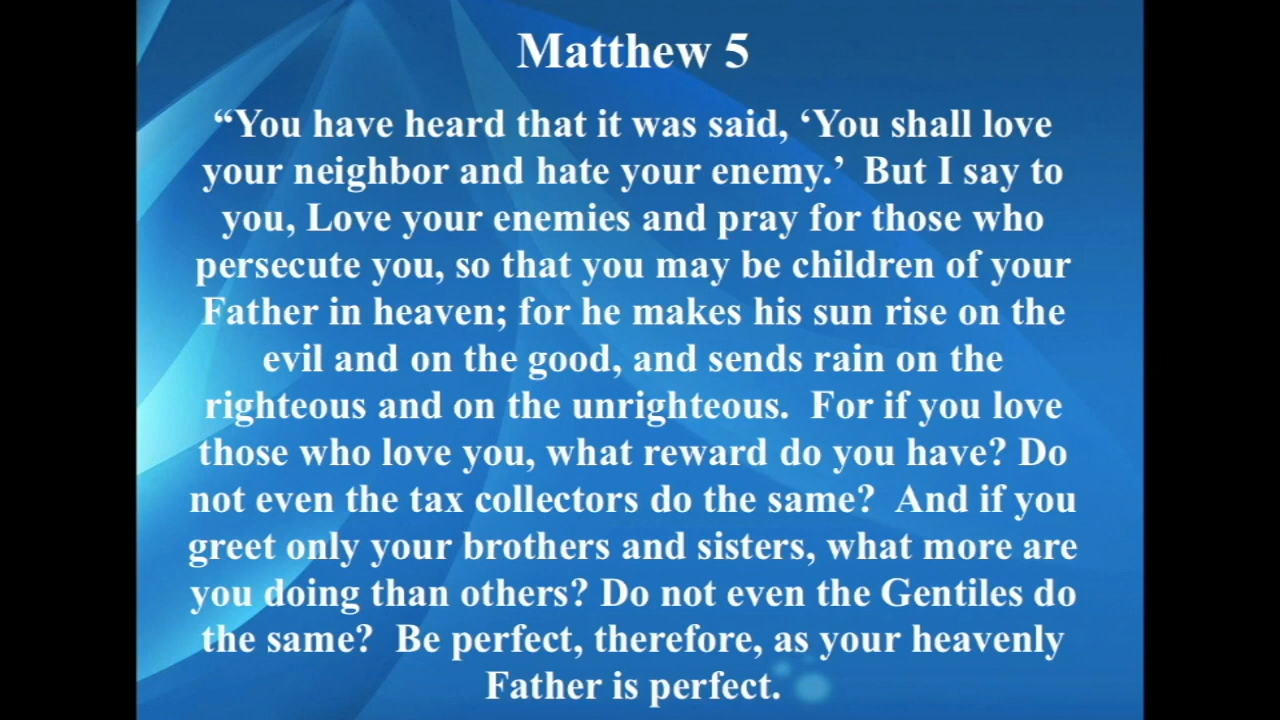 Matthew 5
“You have heard that it was said, ‘You shall love
your neighbor and hate your enemy.’  But I say to
you, Love your enemies and pray for those who
persecute you, so that you may be children of your
Father in heaven; for he makes his sun rise on the
evil and on the good, and sends rain on the
righteous and on the unrighteous.  For if you love
those who love you, what reward do you have? Do
not even the tax collectors do the same?  And if you
greet only your brothers and sisters, what more are
you doing than others? Do not even the Gentiles do
the same?  Be perfect, therefore, as your heavenly
Father is perfect.